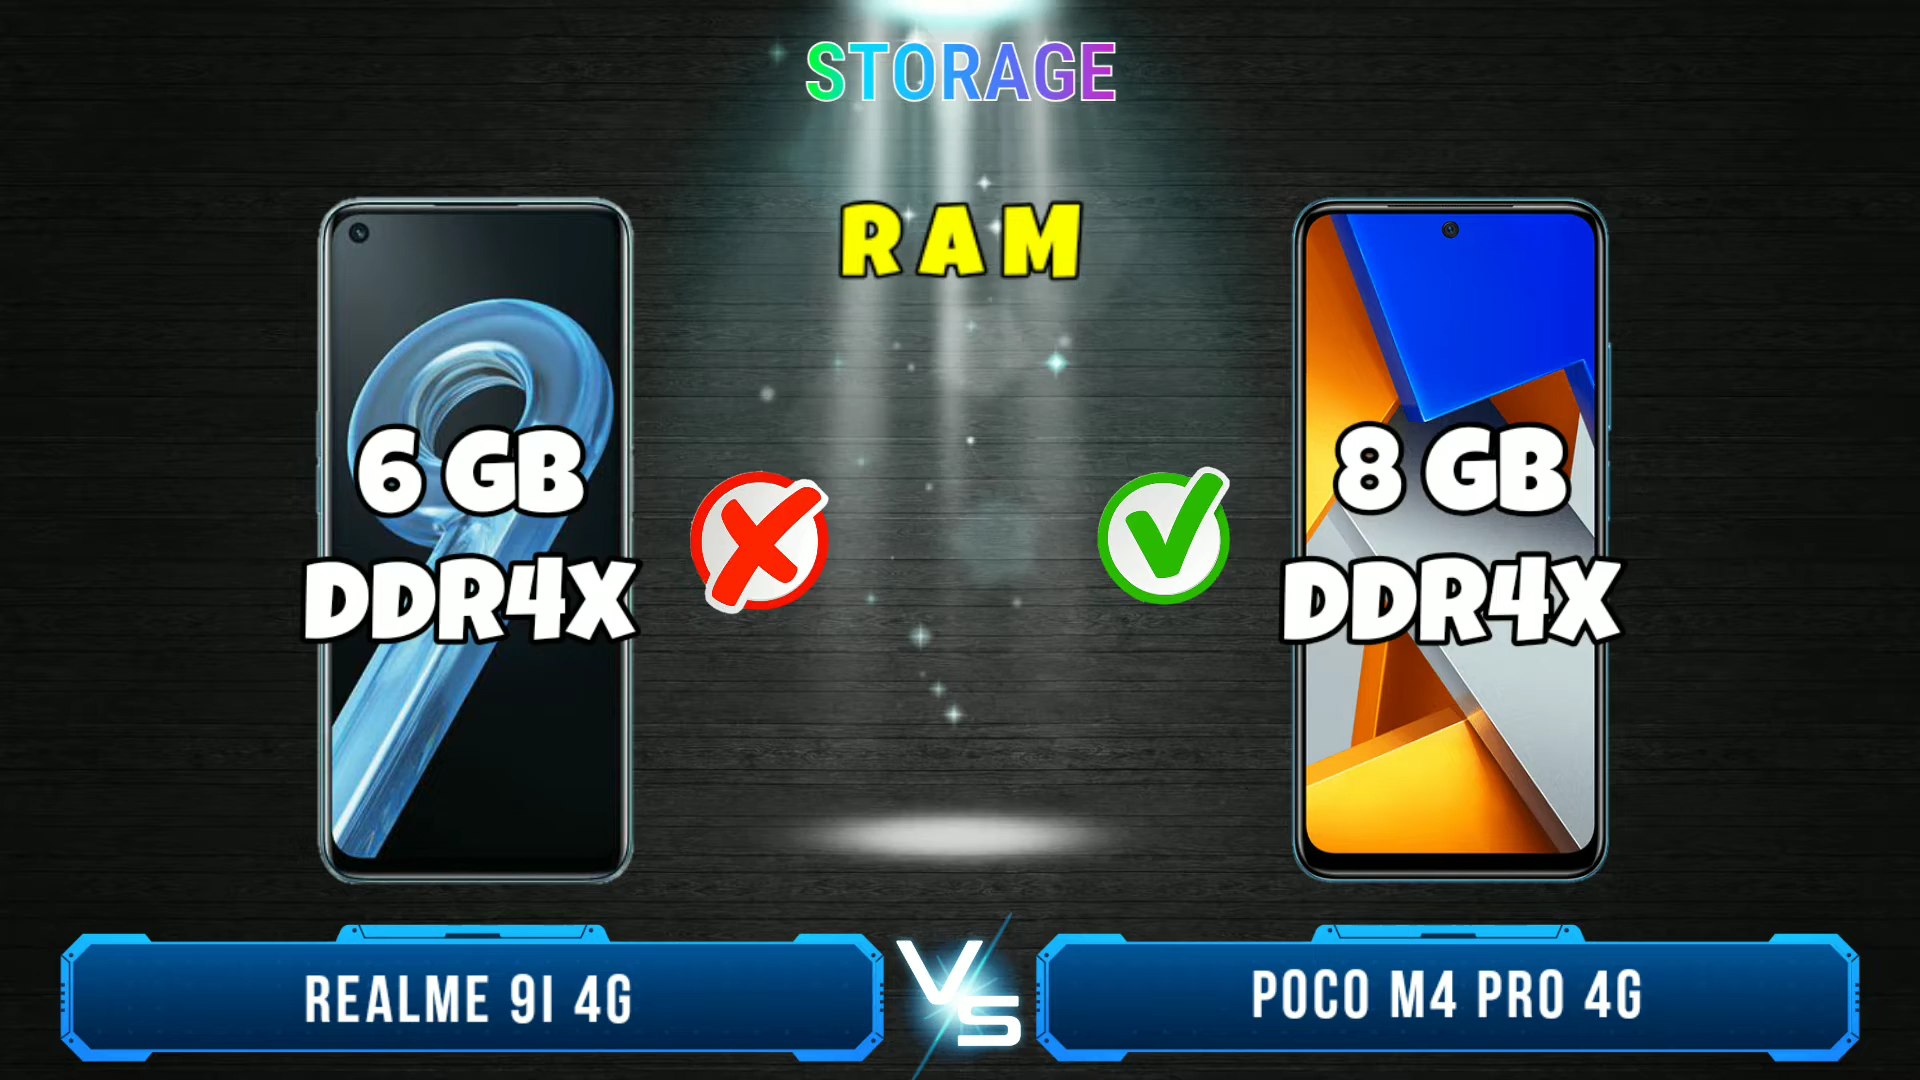 STORAGE
RAM
6 GB
DDR4X
8 GB
DDR4X
REALME 9I 4G
VS
POCO M4 PRO 4G